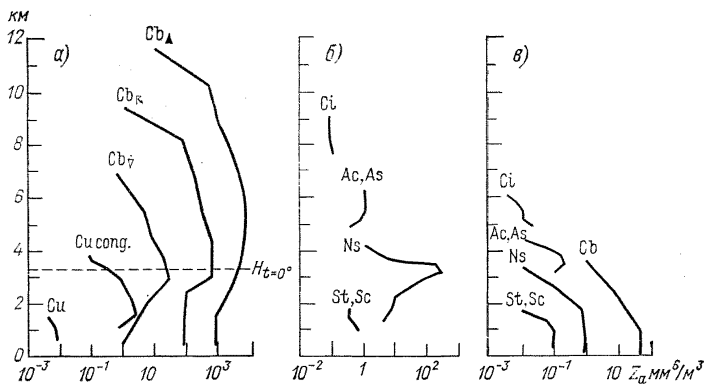 км
12
10
8
6
4
2
0
а)
Cb▲
Cb
Cb
Cu cong.
Cu
H t=0°
10⁻³ 10⁻¹ 10 10³
б)
Ci
Ac, As
Ns
St, Sc
10⁻² 1 10²
в)
Ci
Ac, As
Ns
Cb
St, Sc
10⁻³ 10⁻¹ 10 Zа мм⁶/м³